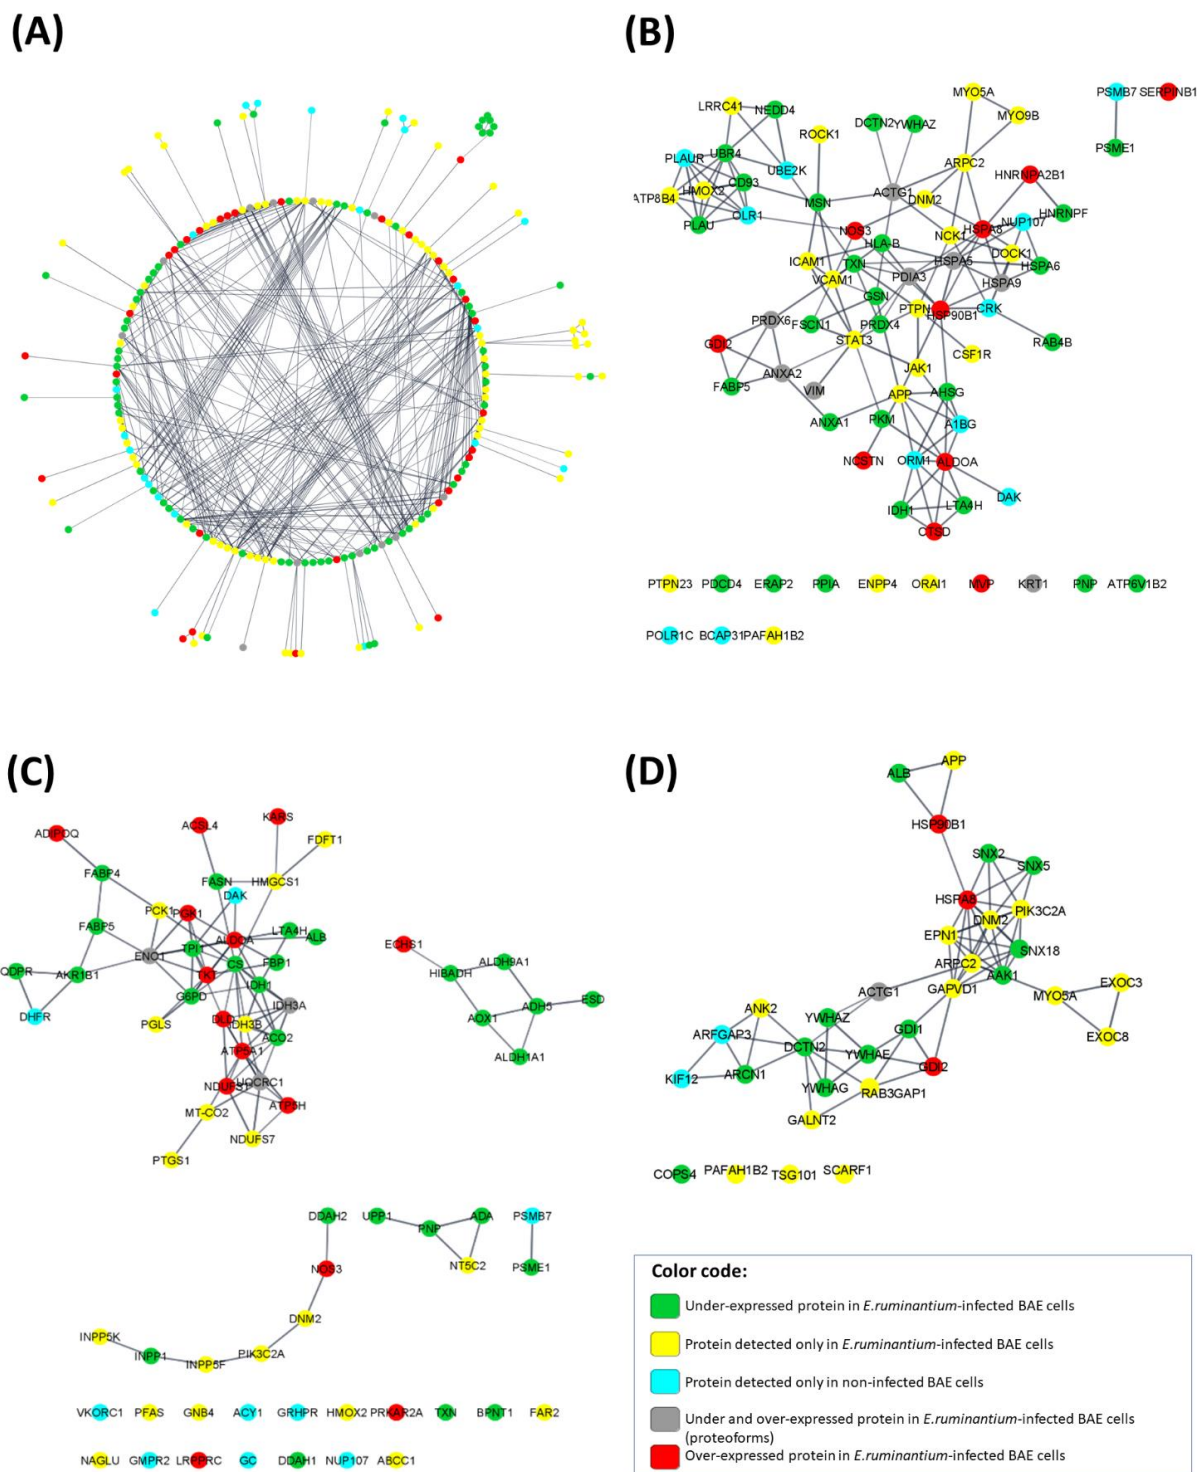 (A)
(B)
LRRC41 NEDD4
ROCK1
DCTN2 YWHAZ
MYO5A
MYO9B
PSMB7 SERPINB1
PSME1
PLAUR UBR4
UBE2K
ATP8B4 HMOX2 CD93
PLAU OLR1
MSN
ACTG1
DNM2
ARPC2
HNRNPA2B1
HNRNPF
NOS3
HLA-B
NCK1
HSPA8
NUP107
DOCK1
ICAM1
TXN
HSPA5
HSPA6
VCAM1
PDIA3
HSPA9
GSN
PRDX6
FSCN1
PRDX4
PTPN
HSP90B1
CRK
GDI2
STAT3
CSF1R
RAB4B
ANXA2
JAK1
FABP5
VIM
APP
AHSG
ANXA1
PKM
A1BG
NCSTN
ORM1
ALDOA
DAK
IDH1
LTA4H
CTSD
PTPN23 PDCD4 ERAP2 PPIA ENPP4 ORAI1 MVP KRT1 PNP ATP6V1B2
POLR1C BCAP31 PAFAH1B2
(C)
ADIPOQ
ACSL4
KARS
FDFT1
FABP4
FASN
HMGCS1
DAK
PCK1
PGK1
FABP5
ALDOA
LTA4H
ALB
TPI1
ENO1
CS
FBP1
QDPR
AKR1B1
TKT
IDH1
G6PD
IDH3A
DHFR
PGLS
DLD
IDH3B
ACO2
ATP5A1
NDUFS1
UQCRC1
ATP5H
MT-CO2
NDUFS7
PTGS1
ECHS1
HIBADH
ALDH9A1
AOX1
ADH5
ESD
ALDH1A1
DDAH2
UPP1
PNP
ADA
PSMB7
NOS3
NT5C2
PSME1
DNM2
INPP5K
INPP1
INPP5F
PIK3C2A
VKORC1 PFAS GNB4 ACY1 GRHPR HMOX2 PRKAR2A TXN BPNT1 FAR2
NAGLU GMPR2 LRPPRC GC DDAH1 NUP107 ABCC1
(D)
ALB
APP
HSP90B1
SNX2
SNX5
HSPA8
PIK3C2A
DNM2
EPN1
SNX18
ARPC2
AAK1
GAPVD1
ACTG1
MYO5A
EXOC3
EXOC8
ANK2
YWHAZ
ARFGAP3
GDI1
DCTN2
YWHAE
GDI2
KIF12
ARCN1
YWHAG
RAB3GAP1
GALNT2
COPS4 PAFAH1B2 TSG101 SCARF1
Color code:
Under-expressed protein in E.ruminantium-infected BAE cells
Protein detected only in E.ruminantium-infected BAE cells
Protein detected only in non-infected BAE cells
Under and over-expressed protein in E.ruminantium-infected BAE cells
(proteoforms)
Over-expressed protein in E.ruminantium-infected BAE cells